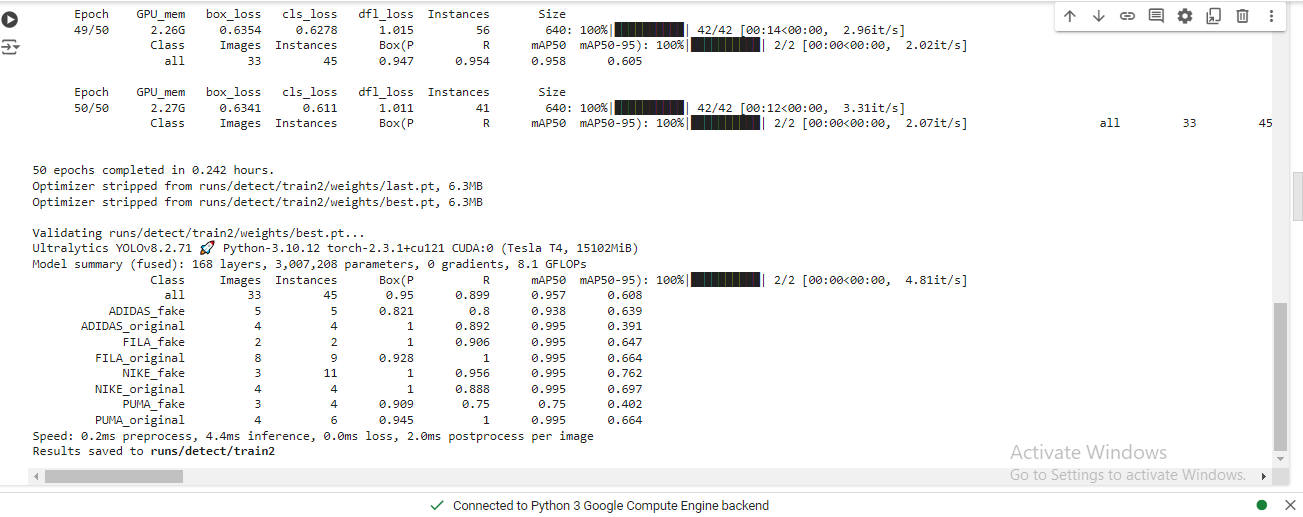 Epoch GPU_mem box_loss cls_loss dfl_loss Instances Size
49/50 2.26G 0.6354 0.6278 1.015 56 640: 100%|██████████| 42/42 [00:14<00:00, 2.96it/s]
Class Images Instances Box(P R mAP50 mAP50-95): 100%|██████████| 2/2 [00:00<00:00, 2.02it/s]
all 33 45 0.947 0.954 0.958 0.605
Epoch GPU_mem box_loss cls_loss dfl_loss Instances Size
50/50 2.27G 0.6341 0.611 1.011 41 640: 100%|██████████| 42/42 [00:12<00:00, 3.31it/s]
Class Images Instances Box(P R mAP50 mAP50-95): 100%|██████████| 2/2 [00:00<00:00, 2.07it/s] all 33 45
50 epochs completed in 0.242 hours.
Optimizer stripped from runs/detect/train2/weights/last.pt, 6.3MB
Optimizer stripped from runs/detect/train2/weights/best.pt, 6.3MB
Validating runs/detect/train2/weights/best.pt...
Ultralytics YOLOv8.2.71 🚀 Python-3.10.12 torch-2.3.1+cu121 CUDA:0 (Tesla T4, 15102MiB)
Model summary (fused): 168 layers, 3,007,208 parameters, 0 gradients, 8.1 GFLOPs
Class Images Instances Box(P R mAP50 mAP50-95): 100%|██████████| 2/2 [00:00<00:00, 4.81it/s]
all 33 45 0.95 0.899 0.957 0.608
ADIDAS_fake 5 5 0.821 0.8 0.938 0.639
ADIDAS_original 4 4 1 0.892 0.995 0.391
FILA_fake 2 2 1 0.906 0.995 0.647
FILA_original 8 9 0.928 1 0.995 0.664
NIKE_fake 3 11 1 0.956 0.995 0.762
NIKE_original 4 4 1 0.888 0.995 0.697
PUMA_fake 3 4 0.909 0.75 0.75 0.402
PUMA_original 4 6 0.945 1 0.995 0.664
Speed: 0.2ms preprocess, 4.4ms inference, 0.0ms loss, 2.0ms postprocess per image
Results saved to runs/detect/train2
Activate Windows
Go to Settings to activate Windows.
Connected to Python 3 Google Compute Engine backend